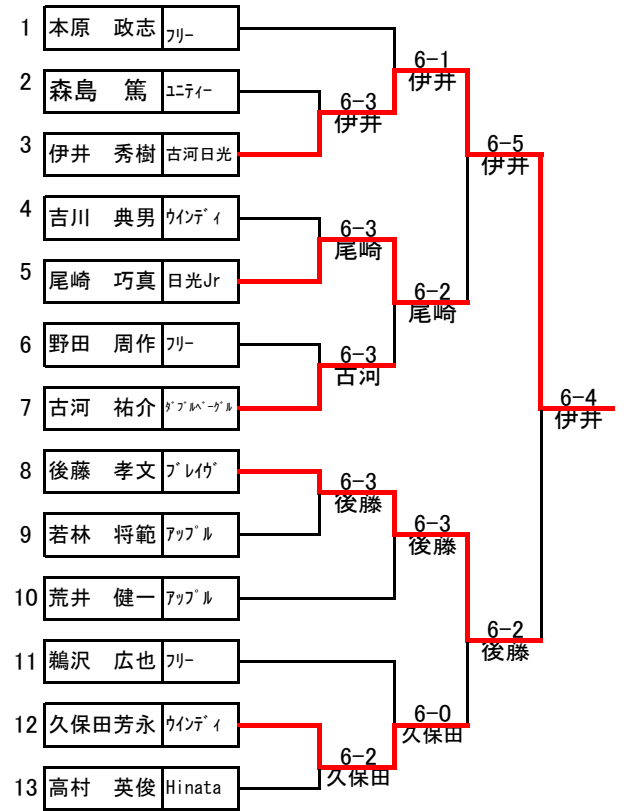 1 本原 政志 フリー
2 森島 篤 ユニティー
3 伊井 秀樹 古河日光
4 吉川 典男 ウインディ
5 尾崎 巧真 日光Jr
6 野田 周作 フリー
7 古河 祐介 ダブルベーグル
8 後藤 孝文 ブレイヴ
9 若林 将範 アップル
10 荒井 健一 アップル
11 鵜沢 広也 フリー
12 久保田芳永 ウインディ
13 高村 英俊 Hinata
6-3
伊井
6-3
尾崎
6-3
古河
6-3
後藤
6-2
久保田
6-1
伊井
6-2
尾崎
6-3
後藤
6-0
久保田
6-5
伊井
6-2
後藤
6-4
伊井